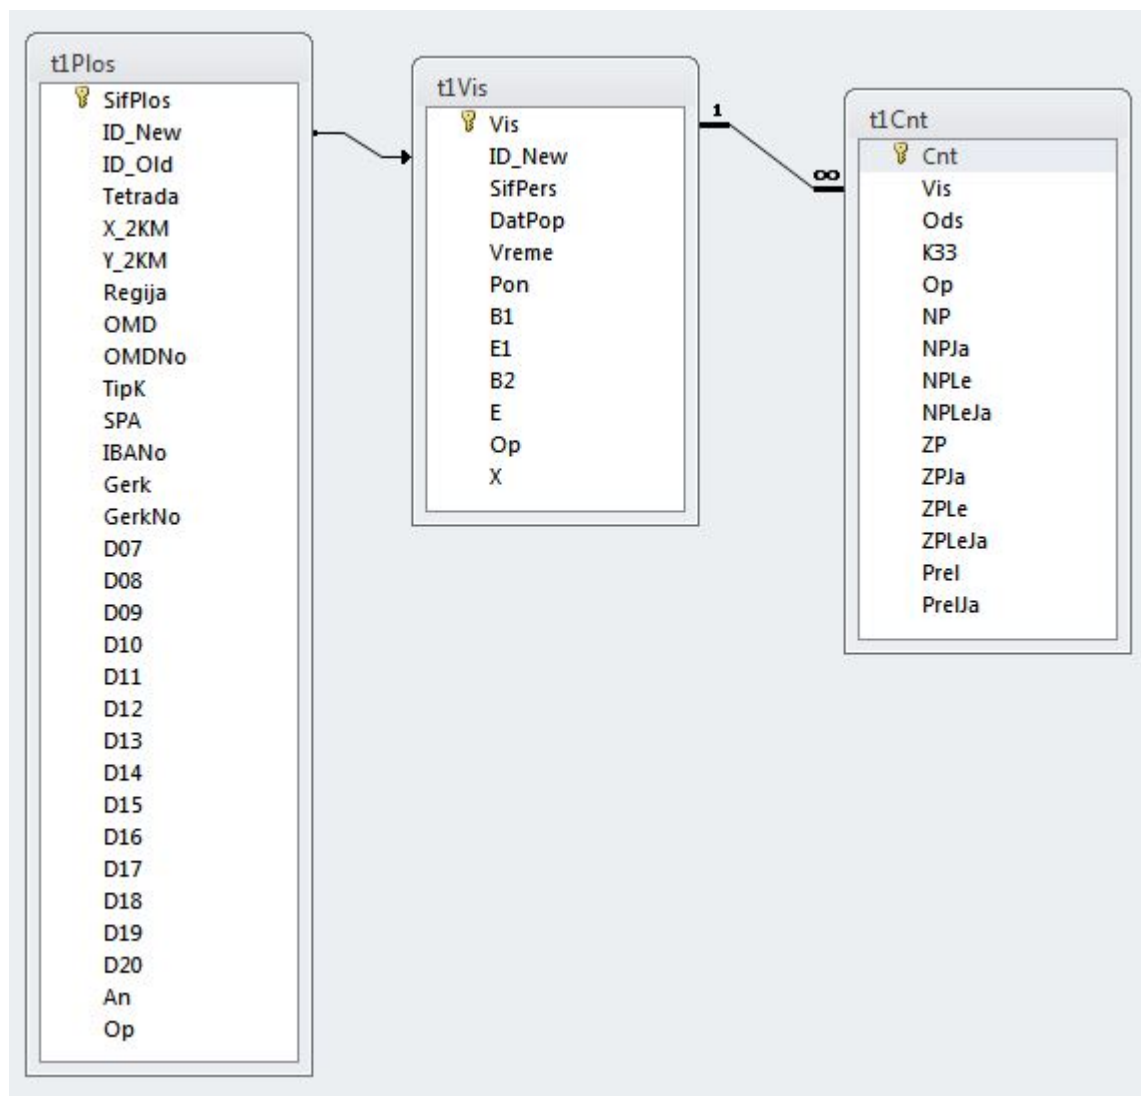 t1Plos
SifPlos
ID_New
ID_Old
Tetrada
X_2KM
Y_2KM
Regija
OMD
OMDNo
TipK
SPA
IBANo
Gerk
GerkNo
D07
D08
D09
D10
D11
D12
D13
D14
D15
D16
D17
D18
D19
D20
An
Op
t1Vis
Vis
ID_New
SifPers
DatPop
Vreme
Pon
B1
E1
B2
E
Op
X
1
∞
t1Cnt
Cnt
Vis
Ods
K33
Op
NP
NPJa
NPLe
NPLeJa
ZP
ZPJa
ZPLe
ZPLeJa
Prel
PrelJa